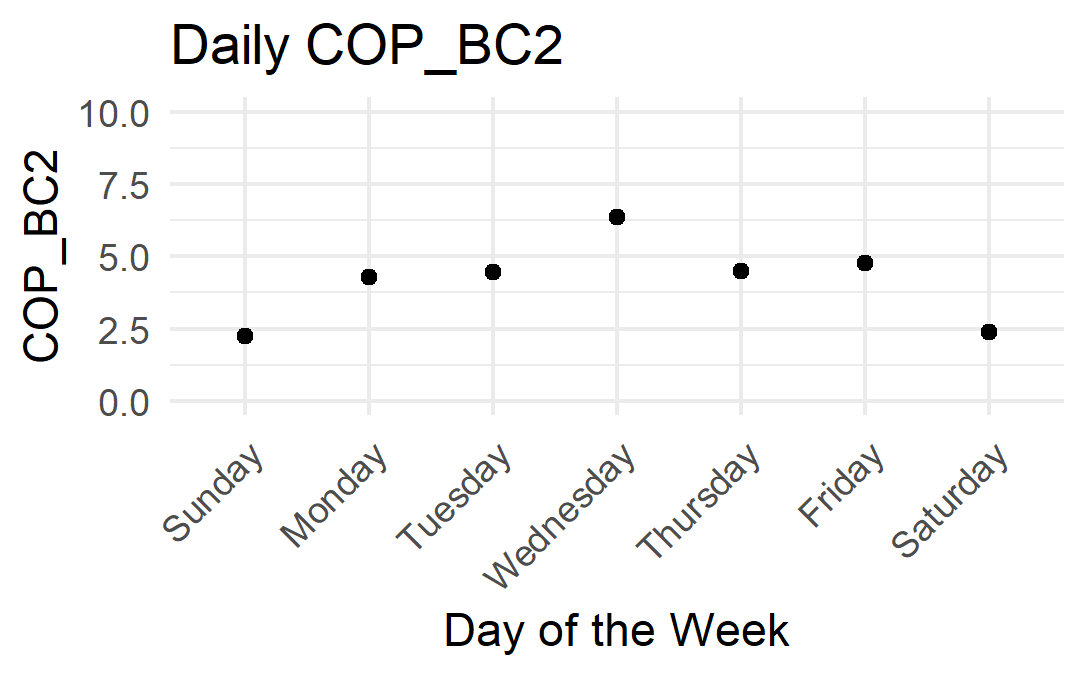 Daily COP_BC2
COP_BC2
10.0
7.5
5.0
2.5
0.0
Sunday
Monday
Tuesday
Wednesday
Thursday
Friday
Saturday
Day of the Week